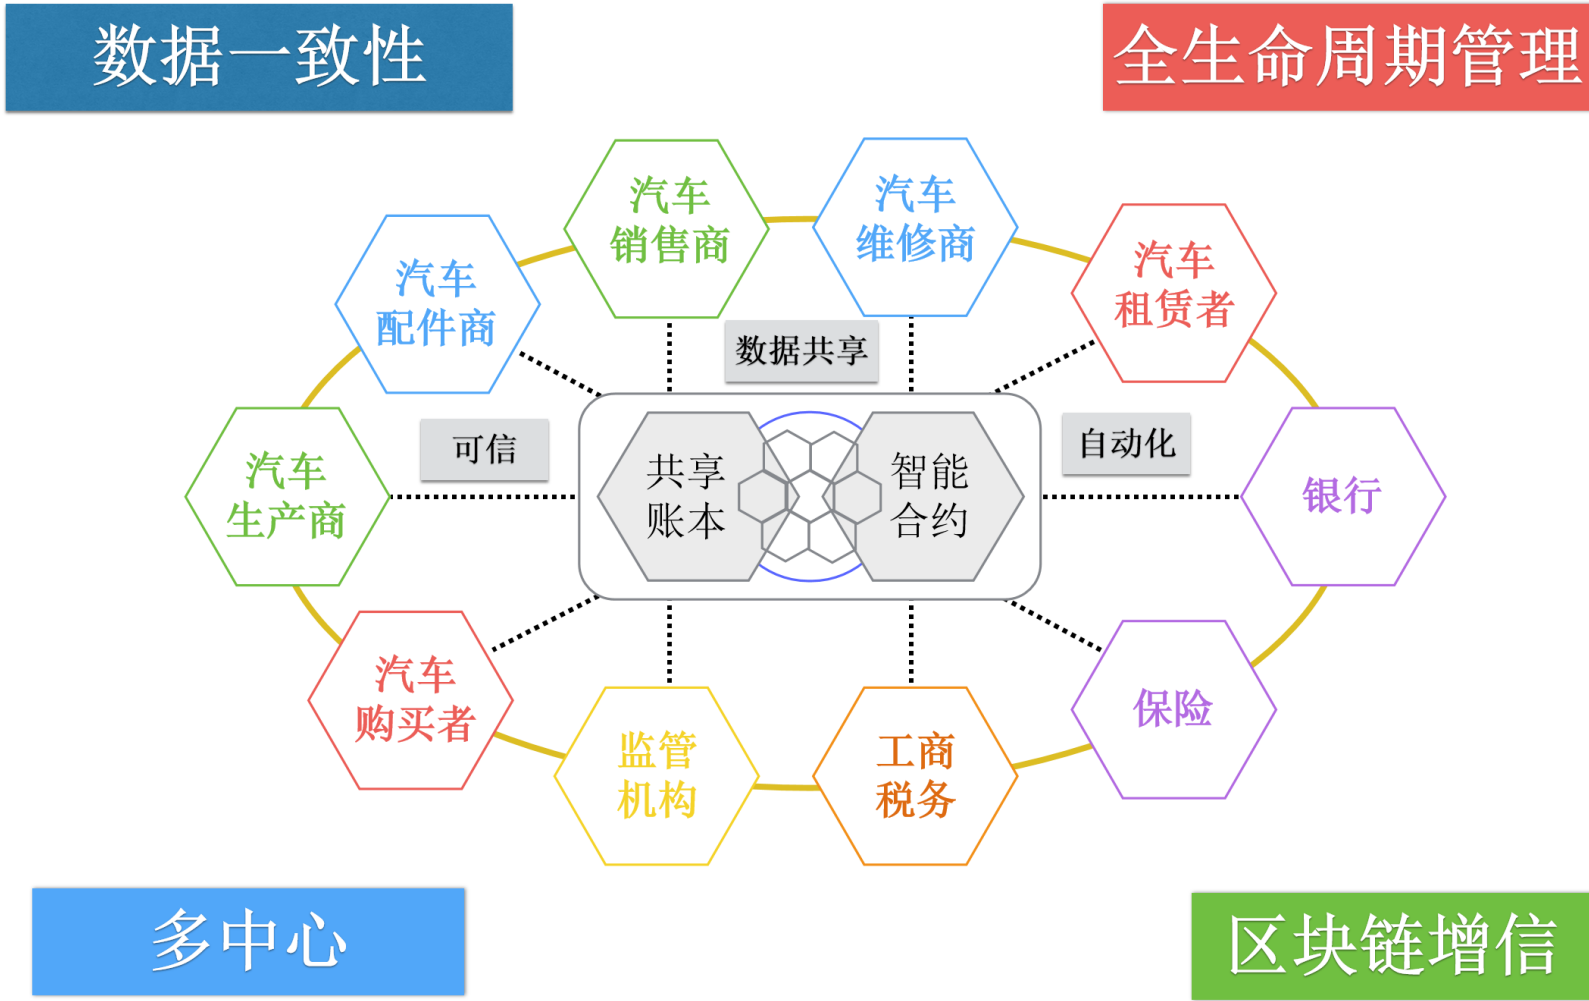 数据一致性
全生命周期管理
汽车
销售商
汽车
维修商
汽车
配件商
汽车
租赁者
数据共享
可信
自动化
汽车
生产商
共享
账本
智能
合约
银行
汽车
购买者
监管
机构
工商
税务
保险
多中心
区块链增信